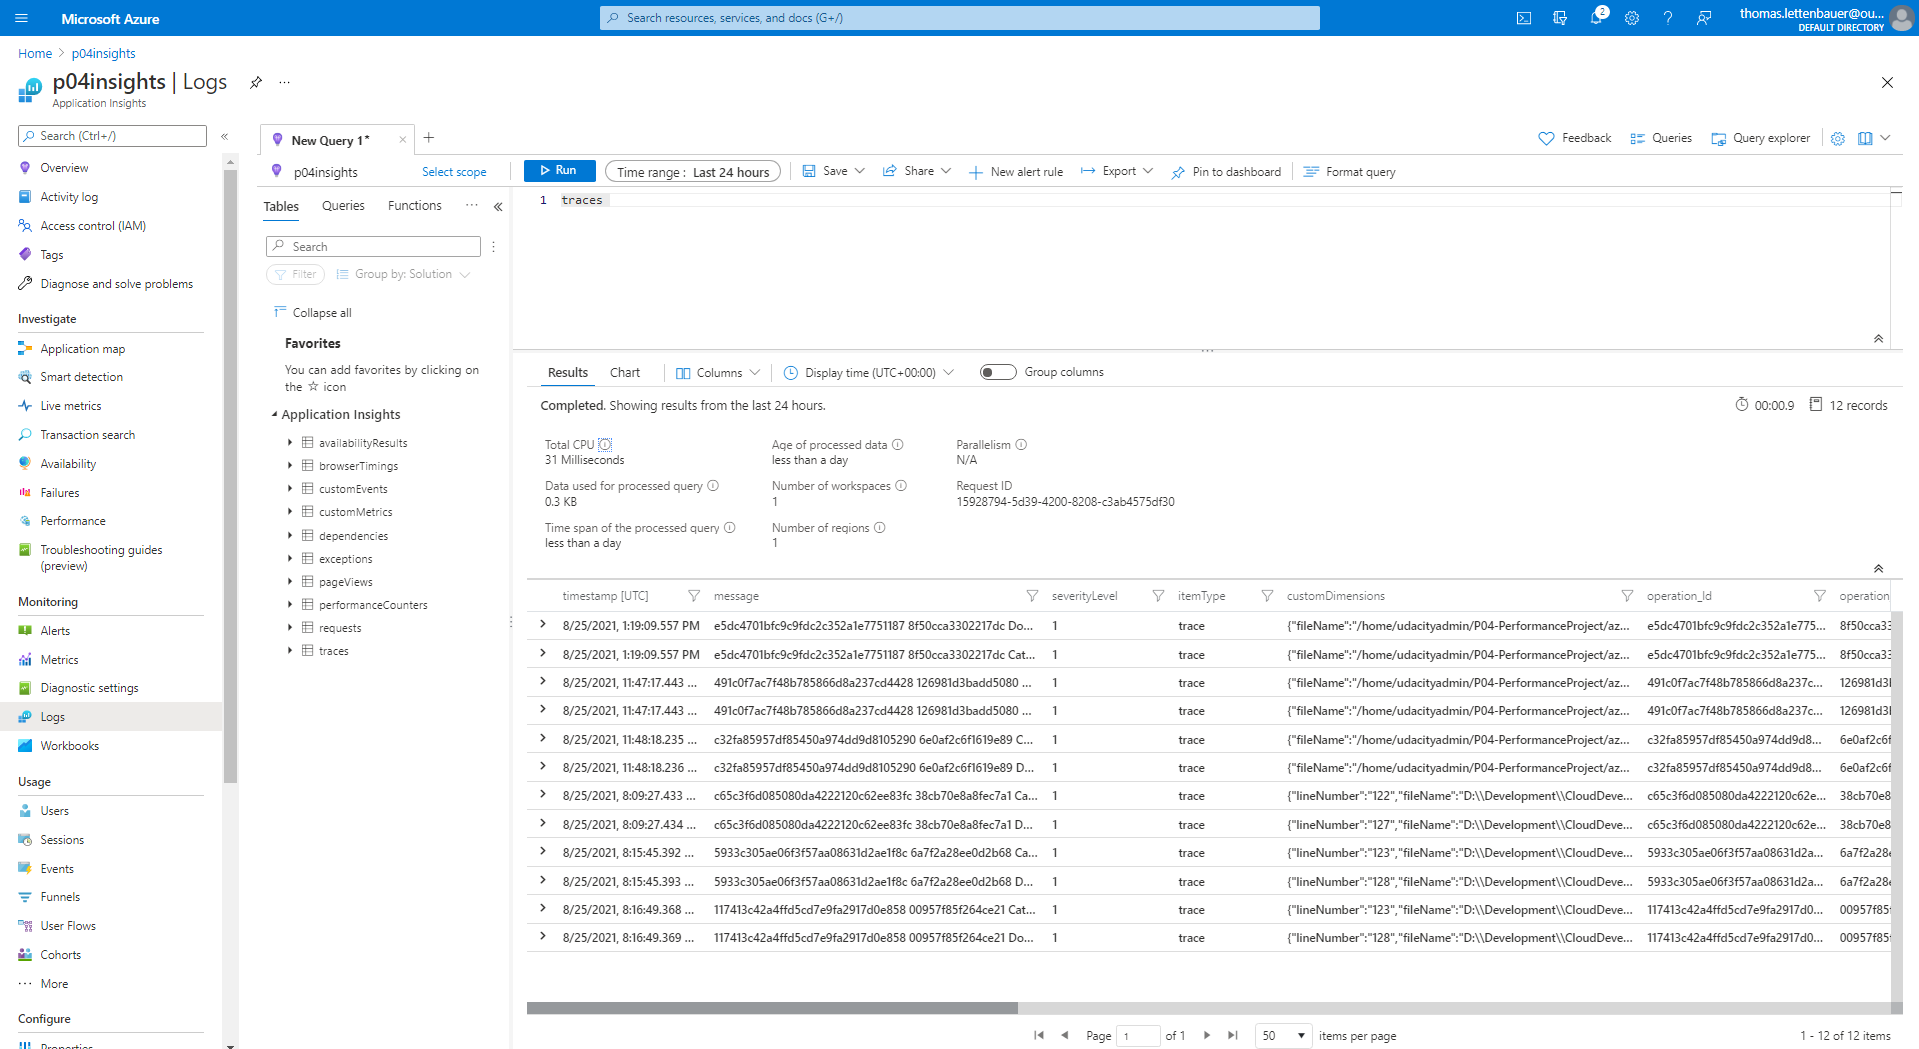 Microsoft Azure
Search resources, services, and docs (G+/)
2
thomas.lettenbauer@ou...
DEFAULT DIRECTORY
Home > p04insights
p04insights | Logs
...
Application Insights
Search (Ctrl+/)
«
Overview
Activity log
Access control (IAM)
Tags
Diagnose and solve problems
Investigate
Application map
Smart detection
Live metrics
Transaction search
Availability
Failures
Performance
Troubleshooting guides
(preview)
Monitoring
Alerts
Metrics
Diagnostic settings
Logs
Workbooks
Usage
Users
Sessions
Events
Funnels
User Flows
Cohorts
More
Configure
Properties
New Query 1*
Feedback
Queries
Query explorer
p04insights
Select scope
Run
Time range : Last 24 hours
Save
Share
New alert rule
Export
Pin to dashboard
Format query
Tables
Queries
Functions
...
«
Search
Filter
Group by: Solution
Collapse all
Favorites
You can add favorites by clicking on
the ☆ icon
Application Insights
availabilityResults
browserTimings
customEvents
customMetrics
dependencies
exceptions
pageViews
performanceCounters
requests
traces
1 traces
Results
Chart
Columns
Display time (UTC+00:00)
Group columns
Completed. Showing results from the last 24 hours.
00:00.9
12 records
Total CPU
31 Milliseconds
Age of processed data
less than a day
Parallelism
N/A
Data used for processed query
0.3 KB
Number of workspaces
1
Request ID
15928794-5d39-4200-8208-c3ab4575df30
Time span of the processed query
less than a day
Number of regions
1
timestamp [UTC] message severityLevel itemType customDimensions operation_Id operation
8/25/2021, 1:19:09.557 PM e5dc4701bfc9c9fdc2c352a1e7751187 8f50cca3302217dc Do... 1 trace {"fileName":"/home/udacityadmin/P04-PerformanceProject/az... e5dc4701bfc9c9fdc2c352a1e775... 8f50cca33
8/25/2021, 1:19:09.557 PM e5dc4701bfc9c9fdc2c352a1e7751187 8f50cca3302217dc Cat... 1 trace {"fileName":"/home/udacityadmin/P04-PerformanceProject/az... e5dc4701bfc9c9fdc2c352a1e775... 8f50cca33
8/25/2021, 11:47:17.443 ... 491c0f7ac7f48b785866d8a237cd4428 126981d3badd5080 ... 1 trace {"fileName":"/home/udacityadmin/P04-PerformanceProject/az... 491c0f7ac7f48b785866d8a237c... 126981d3b
8/25/2021, 11:47:17.443 ... 491c0f7ac7f48b785866d8a237cd4428 126981d3badd5080 ... 1 trace {"fileName":"/home/udacityadmin/P04-PerformanceProject/az... 491c0f7ac7f48b785866d8a237c... 126981d3b
8/25/2021, 11:48:18.235 ... c32fa85957df85450a974dd9d8105290 6e0af2c6f1619e89 C... 1 trace {"fileName":"/home/udacityadmin/P04-PerformanceProject/az... c32fa85957df85450a974dd9d8... 6e0af2c6f
8/25/2021, 11:48:18.236 ... c32fa85957df85450a974dd9d8105290 6e0af2c6f1619e89 D... 1 trace {"fileName":"/home/udacityadmin/P04-PerformanceProject/az... c32fa85957df85450a974dd9d8... 6e0af2c6f
8/25/2021, 8:09:27.433 ... c65c3f6d085080da4222120c62ee83fc 38cb70e8a8fec7a1 Ca... 1 trace {"lineNumber":"122","fileName":"D:\\Development\\CloudDeve... c65c3f6d085080da4222120c62e... 38cb70e8
8/25/2021, 8:09:27.434 ... c65c3f6d085080da4222120c62ee83fc 38cb70e8a8fec7a1 D... 1 trace {"lineNumber":"127","fileName":"D:\\Development\\CloudDeve... c65c3f6d085080da4222120c62e... 38cb70e8
8/25/2021, 8:15:45.392 ... 5933c305ae06f3f57aa08631d2ae1f8c 6a7f2a28ee0d2b68 Ca... 1 trace {"lineNumber":"123","fileName":"D:\\Development\\CloudDeve... 5933c305ae06f3f57aa08631d2a... 6a7f2a28e
8/25/2021, 8:15:45.393 ... 5933c305ae06f3f57aa08631d2ae1f8c 6a7f2a28ee0d2b68 D... 1 trace {"lineNumber":"128","fileName":"D:\\Development\\CloudDeve... 5933c305ae06f3f57aa08631d2a... 6a7f2a28e
8/25/2021, 8:16:49.368 ... 117413c42a4ffd5cd7e9fa2917d0e858 00957f85f264ce21 Cat... 1 trace {"lineNumber":"123","fileName":"D:\\Development\\CloudDeve... 117413c42a4ffd5cd7e9fa2917d0... 00957f85f
8/25/2021, 8:16:49.369 ... 117413c42a4ffd5cd7e9fa2917d0e858 00957f85f264ce21 Do... 1 trace {"lineNumber":"128","fileName":"D:\\Development\\CloudDeve... 117413c42a4ffd5cd7e9fa2917d0... 00957f85f
Page 1 of 1
50 items per page
1 - 12 of 12 items